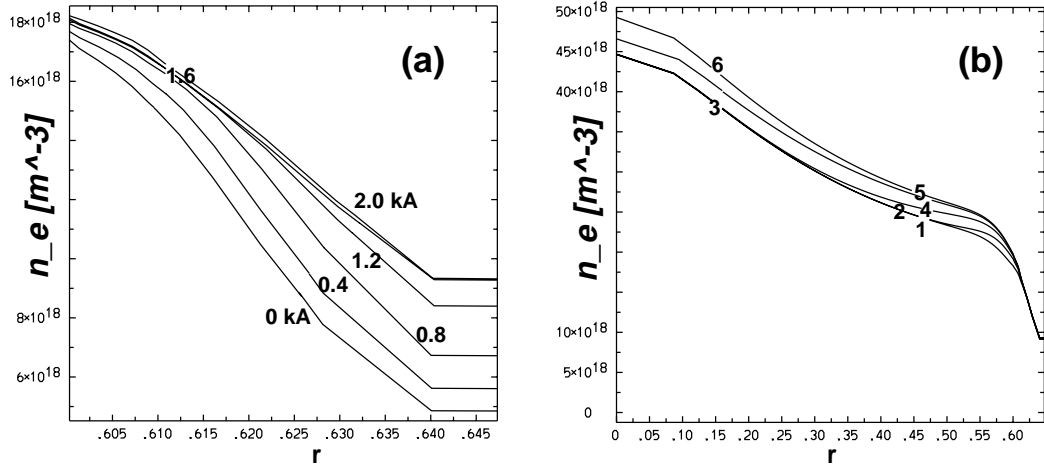 18×10^18
16×10^18
8×10^18
6×10^18
n_e [m^-3]
(a)
1.6
2.0 kA
1.2
0.4
0 kA
0.8
.605 .610 .615 .620 .625 .630 .635 .640 .645
r
50×10^18
45×10^18
40×10^18
10×10^18
5×10^18
0
n_e [m^-3]
(b)
6
3
5
2 4
1
0 .05 .10 .15 .20 .25 .30 .35 .40 .45 .50 .55 .60
r